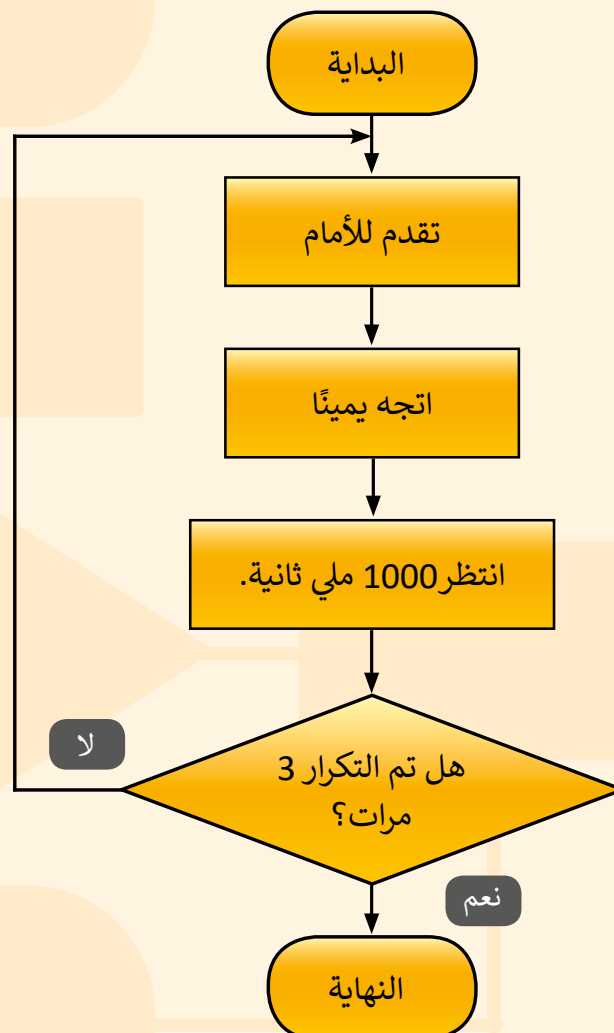 البداية
تقدم للأمام
اتجه يمينًا
انتظر1000 ملي ثانية.
هل تم التكرار 3
مرات؟
لا
نعم
النهاية